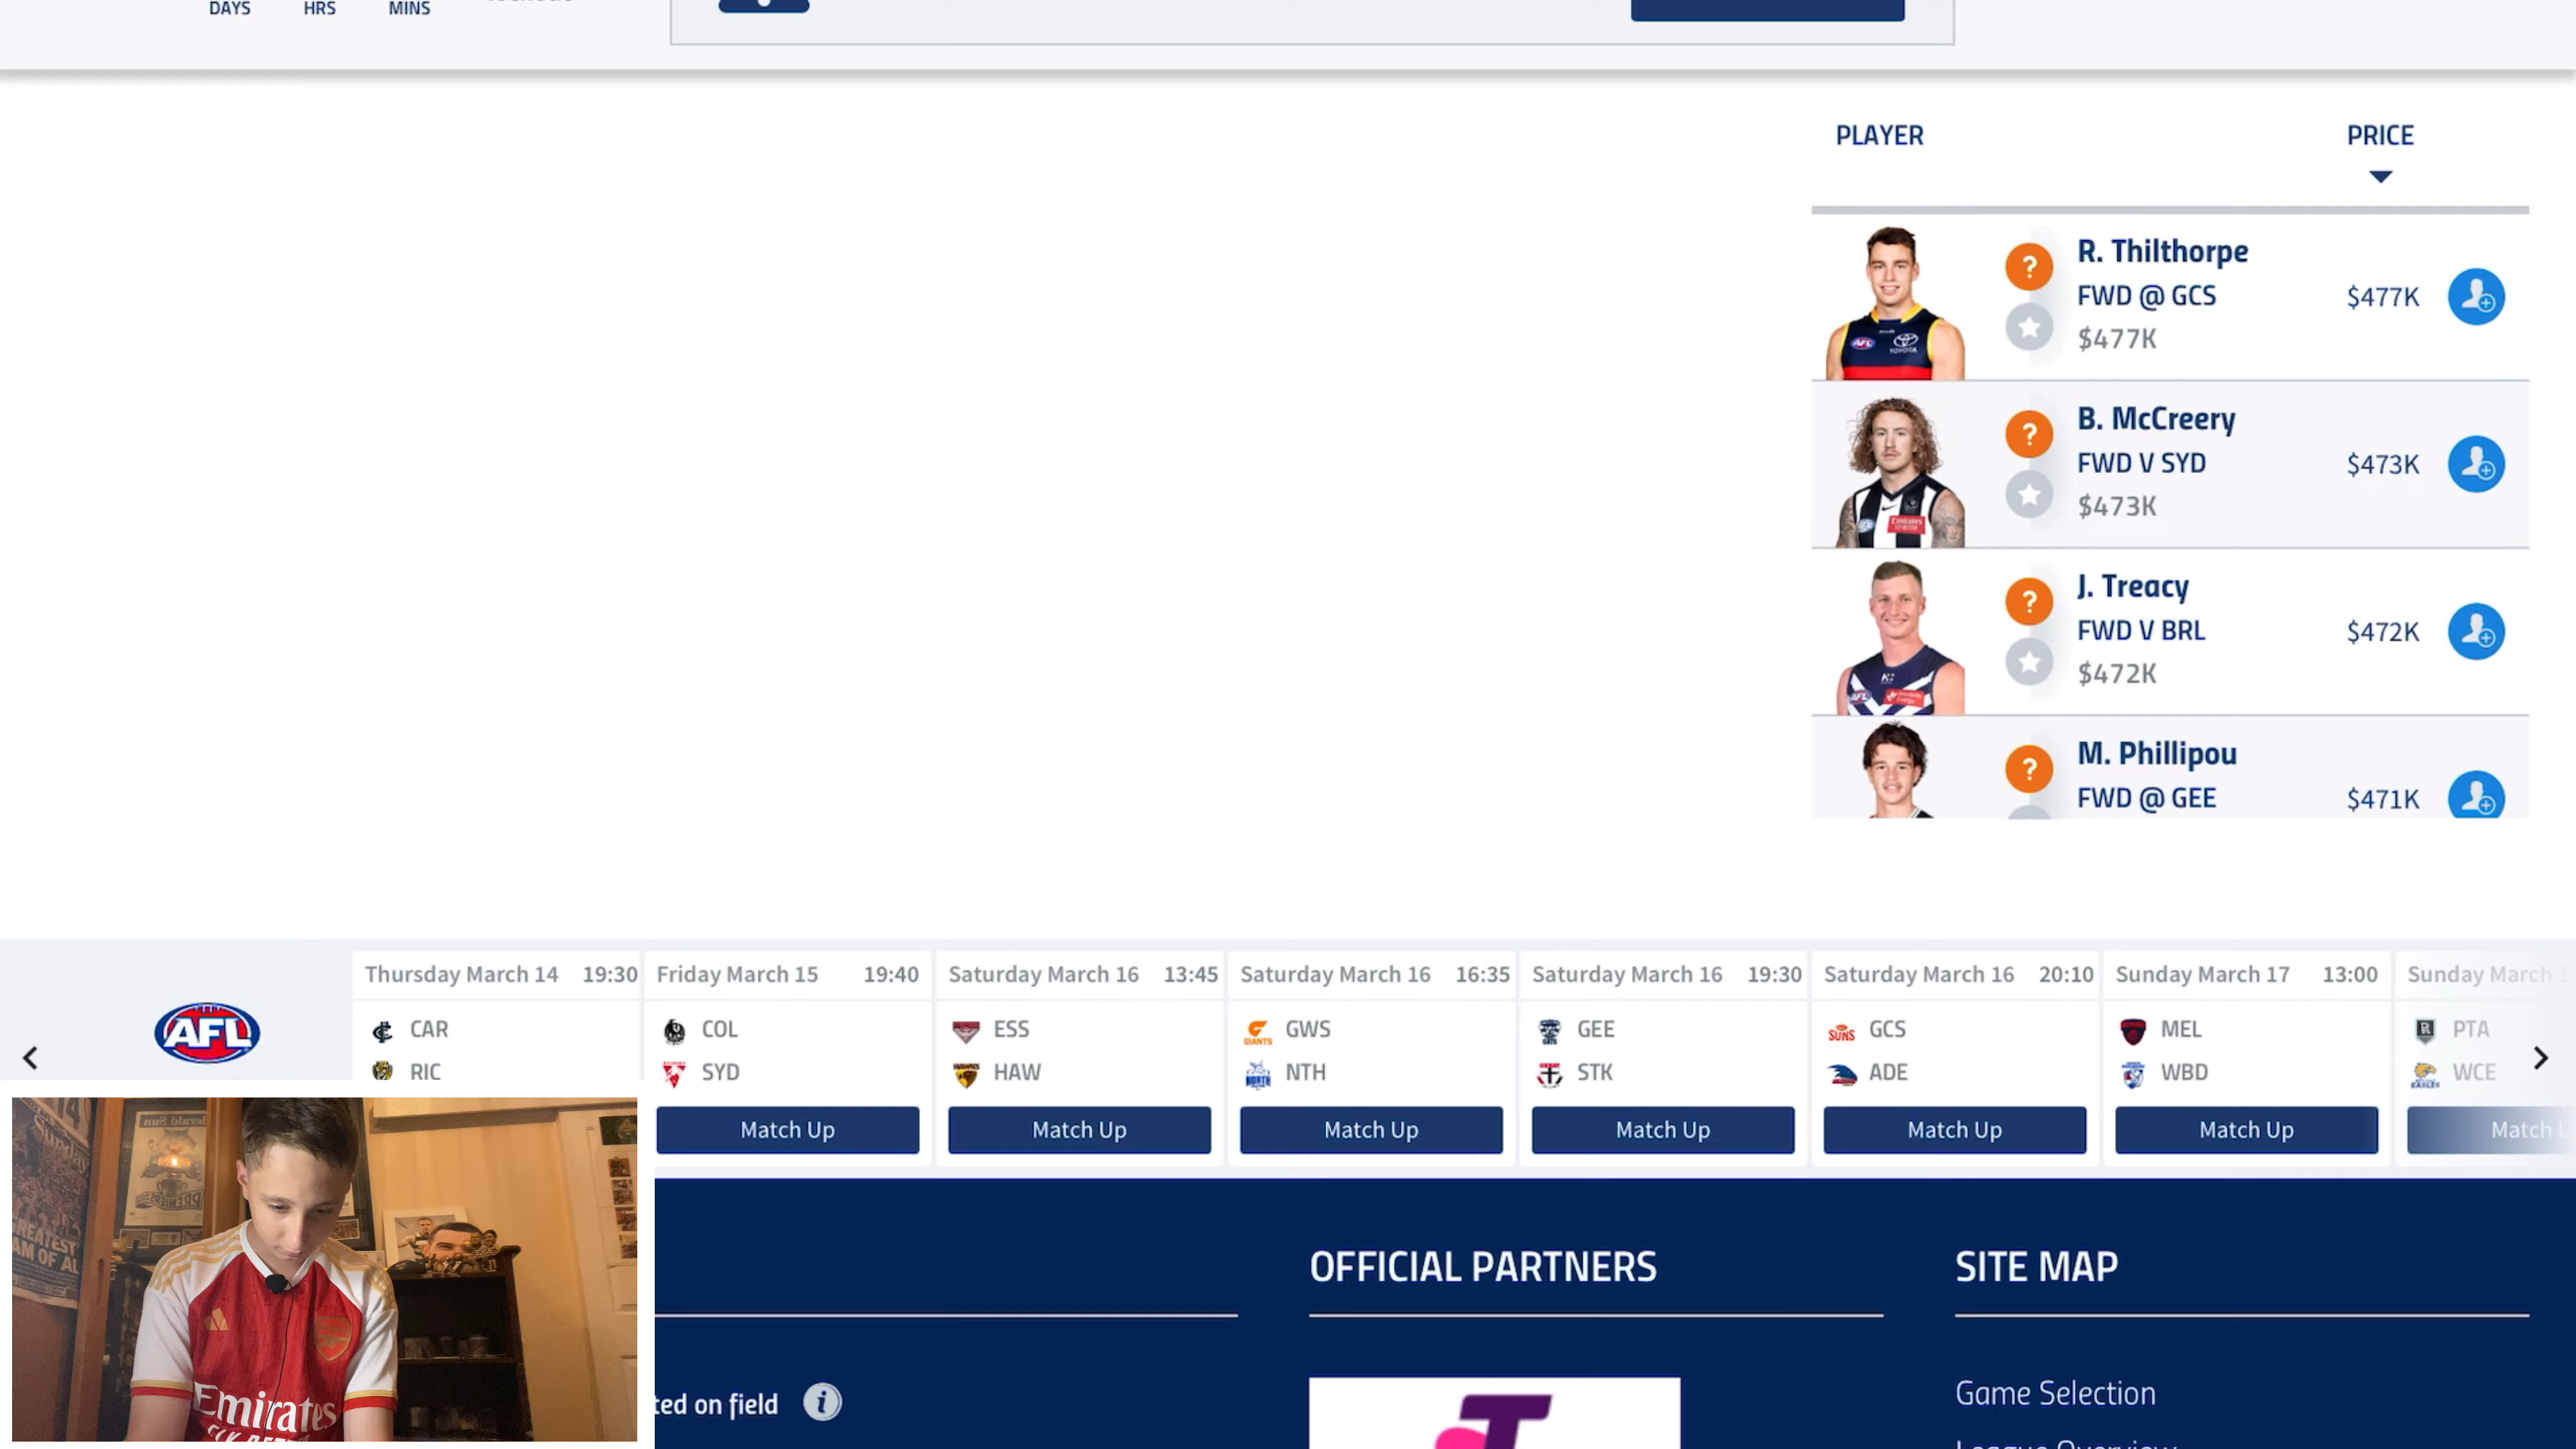 DAYS HRS MINS
PLAYER PRICE
R. Thilthorpe
FWD @ GCS
$477K
$477K
B. McCreery
FWD V SYD
$473K
$473K
J. Treacy
FWD V BRL
$472K
$472K
M. Phillipou
FWD @ GEE
$471K
AFL
TOYOTA
Thursday March 14 19:30
CAR
RIC
Friday March 15 19:40
COL
SYD
Match Up
Saturday March 16 13:45
ESS
HAW
Match Up
Saturday March 16 16:35
GWS
NTH
Match Up
Saturday March 16 19:30
GEE
STK
Match Up
Saturday March 16 20:10
GCS
ADE
Match Up
Sunday March 17 13:00
MEL
WBD
Match Up
Sunday March
PTA
WCE
Match
OFFICIAL PARTNERS
SITE MAP
ted on field
Game Selection
Emirates